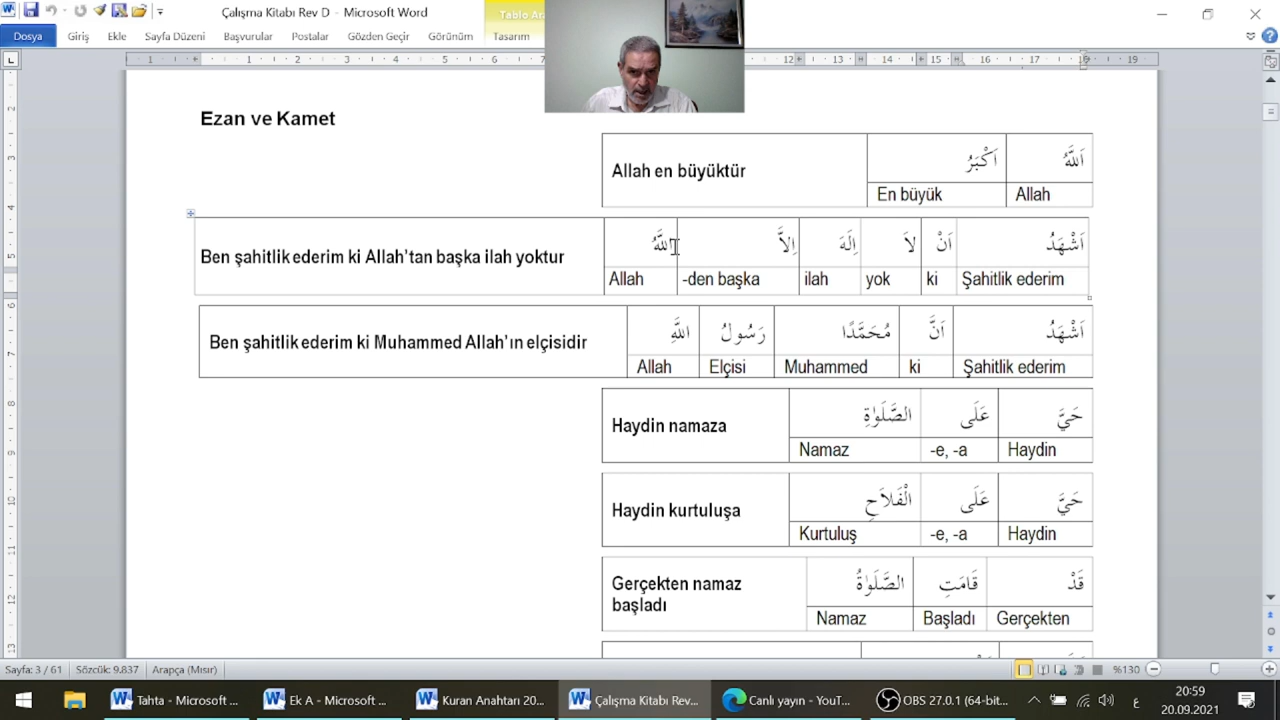 Çalışma Kitabı Rev D - Microsoft Word
Tablo Ara
Dosya Giriş Ekle Sayfa Düzeni Başvurular Postalar Gözden Geçir Görünüm Tasarım
Ezan ve Kamet
Allah en büyüktür
اَللَّهُ اَكْبَرُ
En büyük Allah
Ben şahitlik ederim ki Allah’tan başka ilah yoktur
اَشْهَدُ اَنْ لاَ اِلَهَ اِلاَّ اللَّهُ
Allah -den başka ilah yok ki Şahitlik ederim
Ben şahitlik ederim ki Muhammed Allah’ın elçisidir
اَشْهَدُ اَنَّ مُحَمَّدًا رَسُولُ اللَّهِ
Allah Elçisi Muhammed ki Şahitlik ederim
Haydin namaza
حَيَّ عَلَى الصَّلَوٰةِ
Namaz -e, -a Haydin
Haydin kurtuluşa
حَيَّ عَلَى الْفَلاَحِ
Kurtuluş -e, -a Haydin
Gerçekten namaz
başladı
قَدْ قَامَتِ الصَّلَوٰةُ
Namaz Başladı Gerçekten
Sayfa: 3 / 61 Sözcük: 9.837 Arapça (Mısır) %130
Tahta - Microsoft ... Ek A - Microsoft ... Kuran Anahtarı 20... Çalışma Kitabı Rev... Canlı yayın - YouT... OBS 27.0.1 (64-bit... ع 20:59
20.09.2021